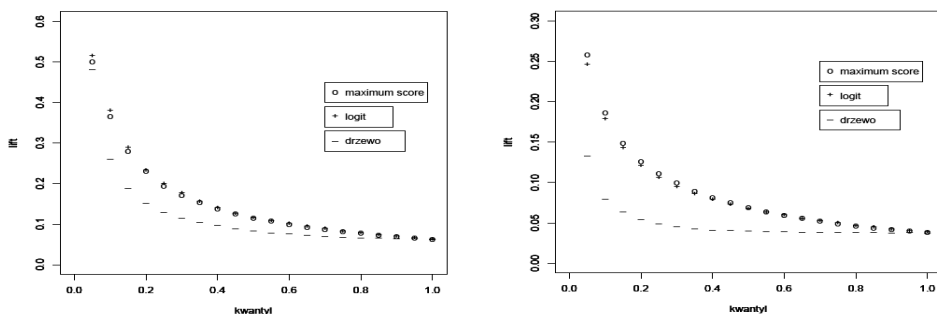 0.6
0.5
0.4
0.3
0.2
0.1
0.0
lift
maximum score
logit
drzewo
0.0 0.2 0.4 0.6 0.8 1.0
kwantyl
0.30
0.25
0.20
0.15
0.10
0.05
0.00
lift
maximum score
logit
drzewo
0.0 0.2 0.4 0.6 0.8 1.0
kwantyl